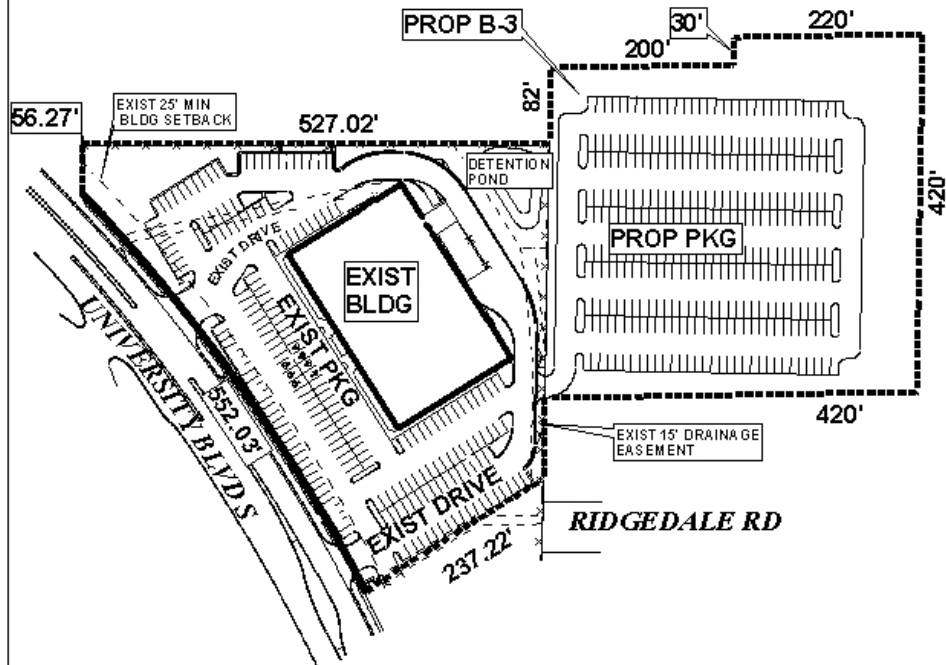 PROP B-3
30'
220'
200'
56.27'
EXIST 25' MIN
BLDG SETBACK
527.02'
82'
DETENTION
POND
420'
EXIST DRIVE
PROP PKG
EXIST
BLDG
EXIST PKG
UNIVERSITY BLVD S
552.03'
420'
EXIST 15' DRAINAGE
EASEMENT
EXIST DRIVE
RIDGEDALE RD
237.22'